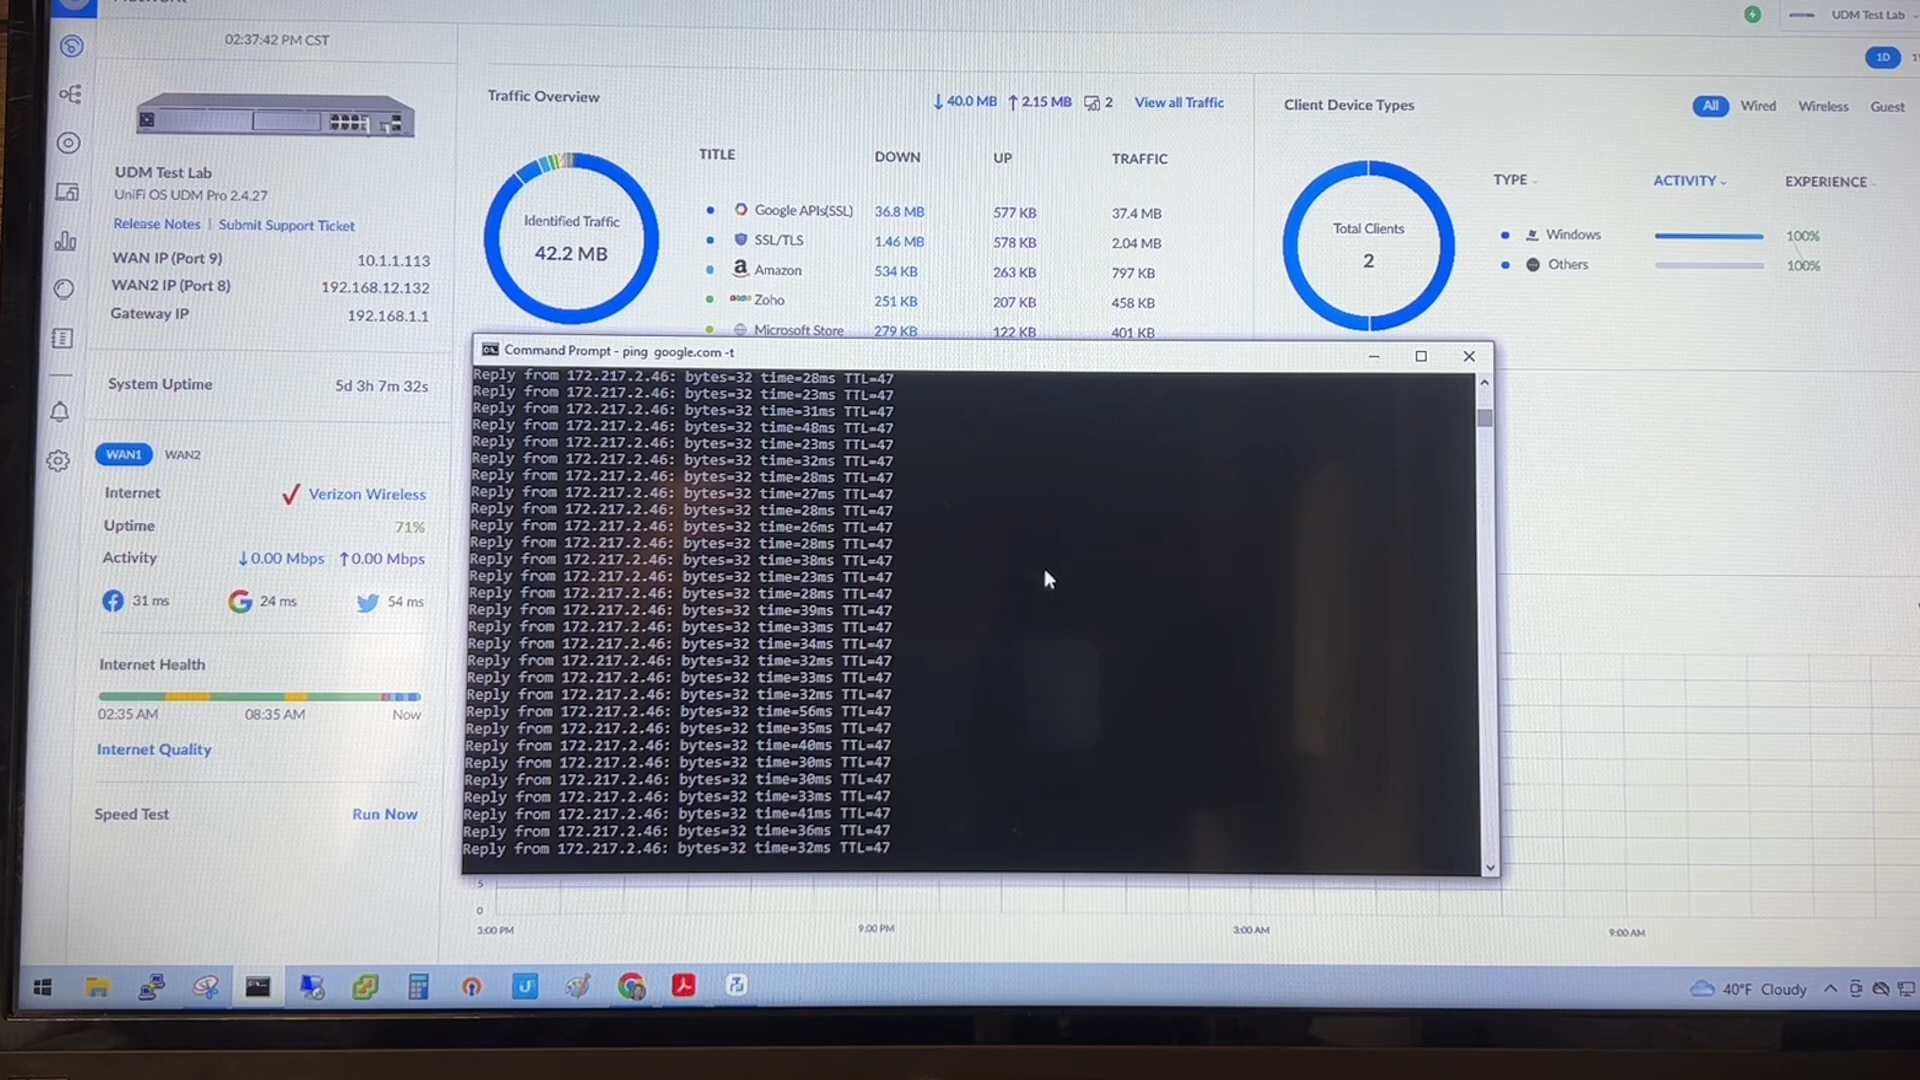 02:37:42 PM CST
UDM Test Lab
1D
UDM Test Lab
UniFi OS UDM Pro 2.4.27
Release Notes | Submit Support Ticket
WAN IP (Port 9) 10.1.1.113
WAN2 IP (Port 8) 192.168.12.132
Gateway IP 192.168.1.1
System Uptime 5d 3h 7m 32s
WAN1 WAN2
Internet Verizon Wireless
Uptime 71%
Activity ↓0.00 Mbps ↑0.00 Mbps
31 ms 24 ms 54 ms
Internet Health
02:35 AM 08:35 AM Now
Internet Quality
Speed Test Run Now
Traffic Overview ↓40.0 MB ↑2.15 MB 2 View all Traffic
Identified Traffic
42.2 MB
TITLE DOWN UP TRAFFIC
Google APIs(SSL) 36.8 MB 577 KB 37.4 MB
SSL/TLS 1.46 MB 578 KB 2.04 MB
Amazon 534 KB 263 KB 797 KB
Zoho 251 KB 207 KB 458 KB
Microsoft Store 279 KB 122 KB 401 KB
Client Device Types All Wired Wireless Guest
Total Clients
2
TYPE ACTIVITY EXPERIENCE
Windows 100%
Others 100%
Command Prompt - ping google.com -t
Reply from 172.217.2.46: bytes=32 time=28ms TTL=47
Reply from 172.217.2.46: bytes=32 time=23ms TTL=47
Reply from 172.217.2.46: bytes=32 time=31ms TTL=47
Reply from 172.217.2.46: bytes=32 time=48ms TTL=47
Reply from 172.217.2.46: bytes=32 time=23ms TTL=47
Reply from 172.217.2.46: bytes=32 time=32ms TTL=47
Reply from 172.217.2.46: bytes=32 time=28ms TTL=47
Reply from 172.217.2.46: bytes=32 time=27ms TTL=47
Reply from 172.217.2.46: bytes=32 time=28ms TTL=47
Reply from 172.217.2.46: bytes=32 time=26ms TTL=47
Reply from 172.217.2.46: bytes=32 time=28ms TTL=47
Reply from 172.217.2.46: bytes=32 time=38ms TTL=47
Reply from 172.217.2.46: bytes=32 time=23ms TTL=47
Reply from 172.217.2.46: bytes=32 time=28ms TTL=47
Reply from 172.217.2.46: bytes=32 time=39ms TTL=47
Reply from 172.217.2.46: bytes=32 time=33ms TTL=47
Reply from 172.217.2.46: bytes=32 time=34ms TTL=47
Reply from 172.217.2.46: bytes=32 time=32ms TTL=47
Reply from 172.217.2.46: bytes=32 time=33ms TTL=47
Reply from 172.217.2.46: bytes=32 time=32ms TTL=47
Reply from 172.217.2.46: bytes=32 time=56ms TTL=47
Reply from 172.217.2.46: bytes=32 time=35ms TTL=47
Reply from 172.217.2.46: bytes=32 time=40ms TTL=47
Reply from 172.217.2.46: bytes=32 time=30ms TTL=47
Reply from 172.217.2.46: bytes=32 time=30ms TTL=47
Reply from 172.217.2.46: bytes=32 time=33ms TTL=47
Reply from 172.217.2.46: bytes=32 time=41ms TTL=47
Reply from 172.217.2.46: bytes=32 time=36ms TTL=47
Reply from 172.217.2.46: bytes=32 time=32ms TTL=47
5
0
3:00 PM 9:00 PM 3:00 AM 9:00 AM
40°F Cloudy